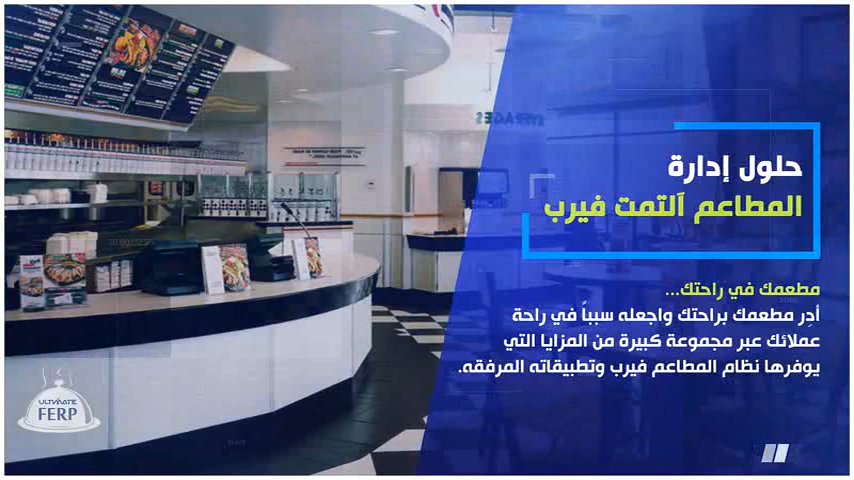 حلول إدارة
المطاعم ألتمت فيرب
مطعمك في راحتك...
أدِر مطعمك براحتك واجعله سبباً في راحة
عملائك عبر مجموعة كبيرة من المزايا التي
يوفرها نظام المطاعم فيرب وتطبيقاته المرفقه.
ULTIMATE
FERP